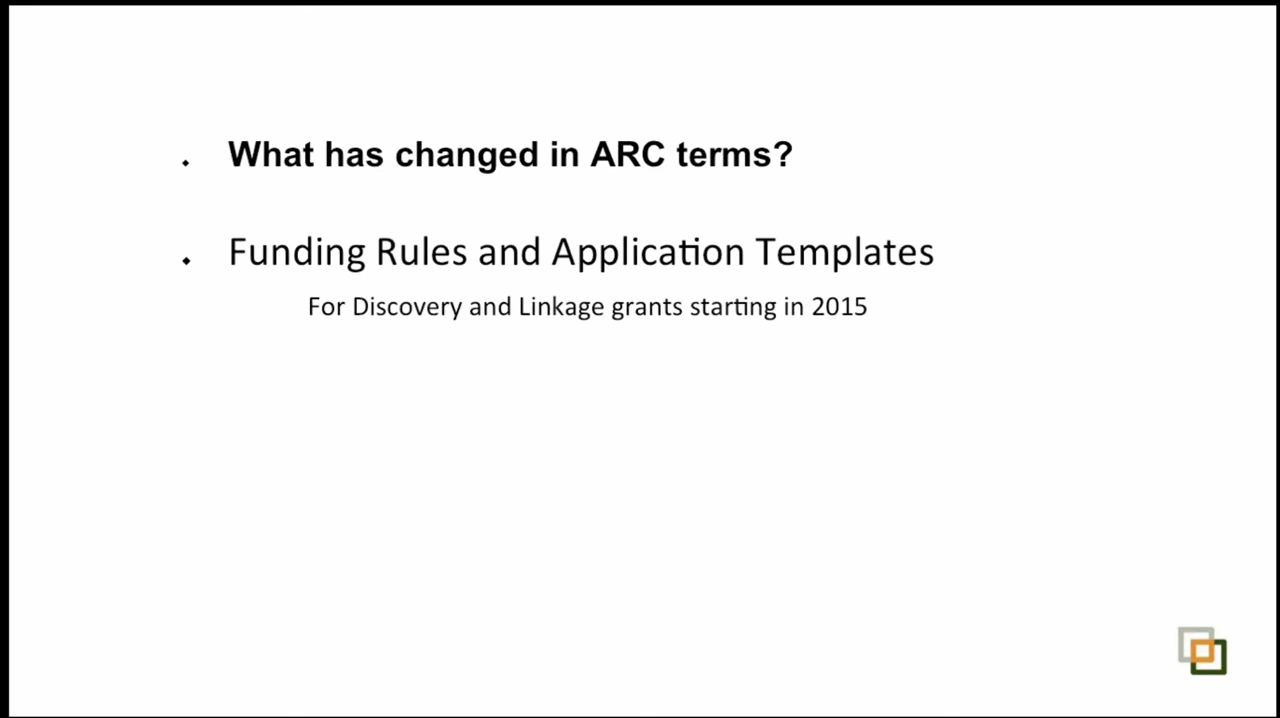 What has changed in ARC terms?
Funding Rules and Application Templates
For Discovery and Linkage grants starting in 2015